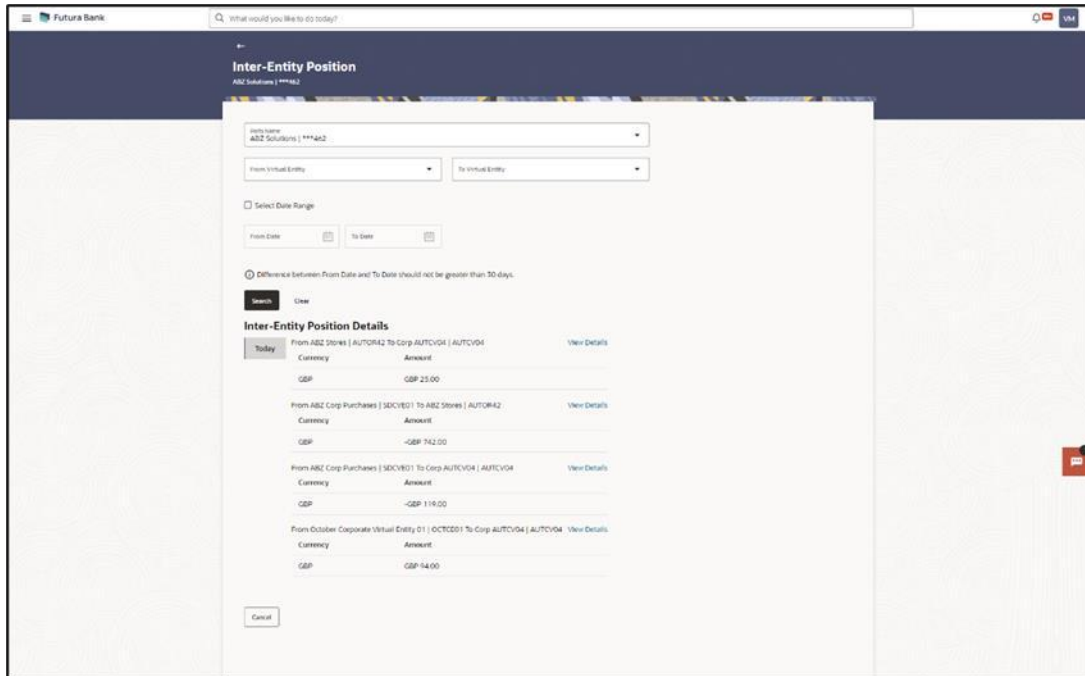 Futura Bank
What would you like to do today?
VM
Inter-Entity Position
ABZ Solutions | ***462
Party Name
ABZ Solutions | ***462
From Virtual Entity
To Virtual Entity
Select Date Range
From Date
To Date
Difference between From Date and To Date should not be greater than 30 days.
Search
Clear
Inter-Entity Position Details
Today
From ABZ Stores | AUTOR42 To Corp AUTCV04 | AUTCV04 View Details
Currency Amount
GBP GBP 25.00
From ABZ Corp Purchases | SDCVE01 To ABZ Stores | AUTOR42 View Details
Currency Amount
GBP -GBP 742.00
From ABZ Corp Purchases | SDCVE01 To Corp AUTCV04 | AUTCV04 View Details
Currency Amount
GBP -GBP 119.00
From October Corporate Virtual Entity 01 | OCTCE01 To Corp AUTCV04 | AUTCV04 View Details
Currency Amount
GBP GBP 94.00
Cancel